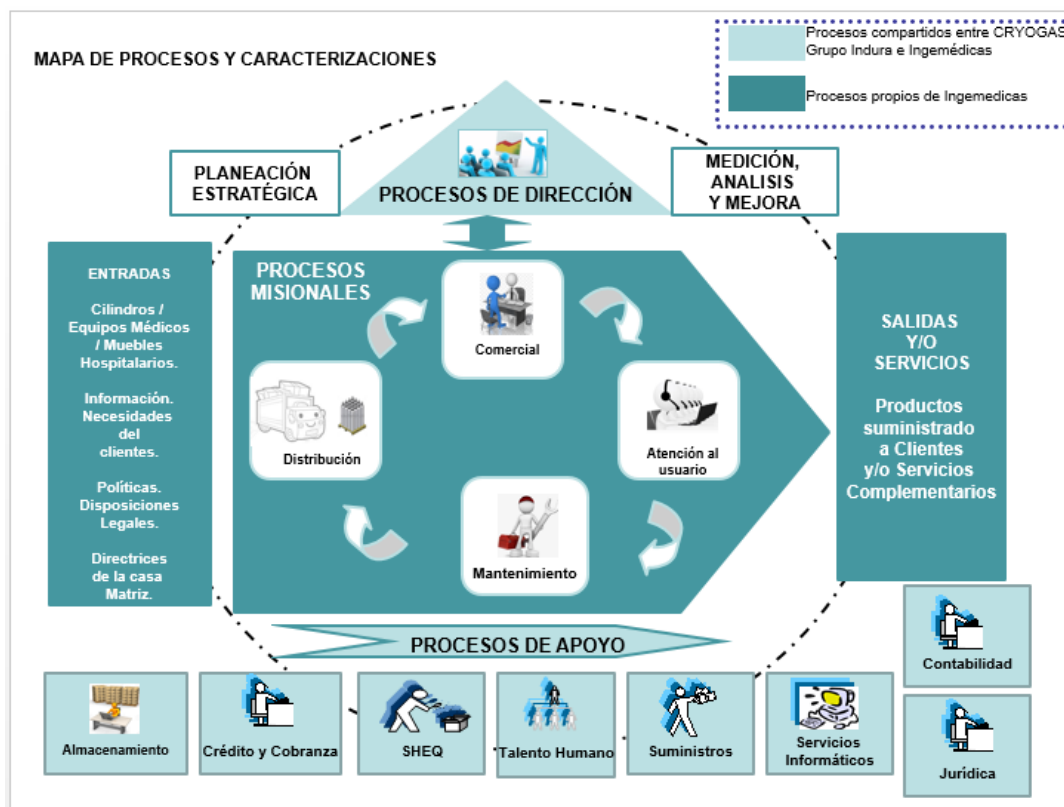 Procesos compartidos entre CRYOGAS
Grupo Indura e Ingemédicas
Procesos propios de Ingemedicas
MAPA DE PROCESOS Y CARACTERIZACIONES
PLANEACIÓN
ESTRATÉGICA
PROCESOS DE DIRECCIÓN
MEDICIÓN,
ANALISIS
Y MEJORA
ENTRADAS
Cilindros /
Equipos Médicos
/ Muebles
Hospitalarios.
Información.
Necesidades
del
clientes.
Políticas.
Disposiciones
Legales.
Directrices
de la casa
Matriz.
PROCESOS
MISIONALES
Comercial
Distribución
Atención al
usuario
Mantenimiento
SALIDAS
Y/O
SERVICIOS
Productos
suministrado
a Clientes
y/o Servicios
Complementarios
PROCESOS DE APOYO
Almacenamiento
Crédito y Cobranza
SHEQ
Talento Humano
Suministros
Servicios
Informáticos
Contabilidad
Jurídica